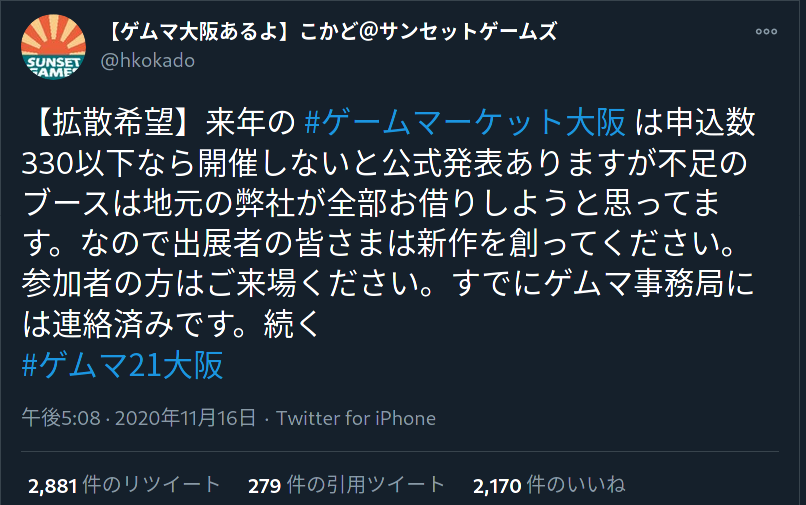 【ゲムマ大阪あるよ】こかど@サンセットゲームズ
@hkokado
SUNSET
GAMES
【拡散希望】来年の #ゲームマーケット大阪 は申込数
330以下なら開催しないと公式発表ありますが不足の
ブースは地元の弊社が全部お借りしようと思ってま
す。なので出展者の皆さまは新作を創ってください。
参加者の方はご来場ください。すでにゲムマ事務局に
は連絡済みです。続く
#ゲムマ21大阪
午後5:08 · 2020年11月16日 · Twitter for iPhone
2,881 件のリツイート 279 件の引用ツイート 2,170 件のいいね